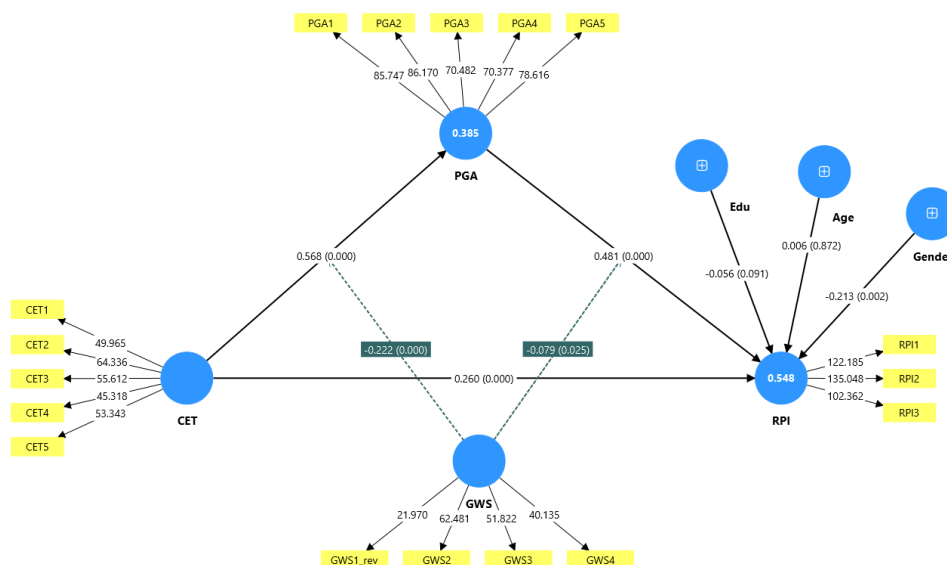 PGA1 PGA2 PGA3 PGA4 PGA5
85.747 86.170 70.482 70.377 78.616
0.385
PGA
Edu
Age
Gende
0.568 (0.000)
0.481 (0.000)
0.006 (0.872)
-0.056 (0.091)
-0.213 (0.002)
CET1
CET2
CET3
CET4
CET5
49.965
64.336
55.612
45.318
53.343
CET
-0.222 (0.000)
-0.079 (0.025)
0.260 (0.000)
0.548
RPI
122.185
135.048
102.362
RPI1
RPI2
RPI3
GWS
21.970 62.481 51.822 40.135
GWS1_rev GWS2 GWS3 GWS4